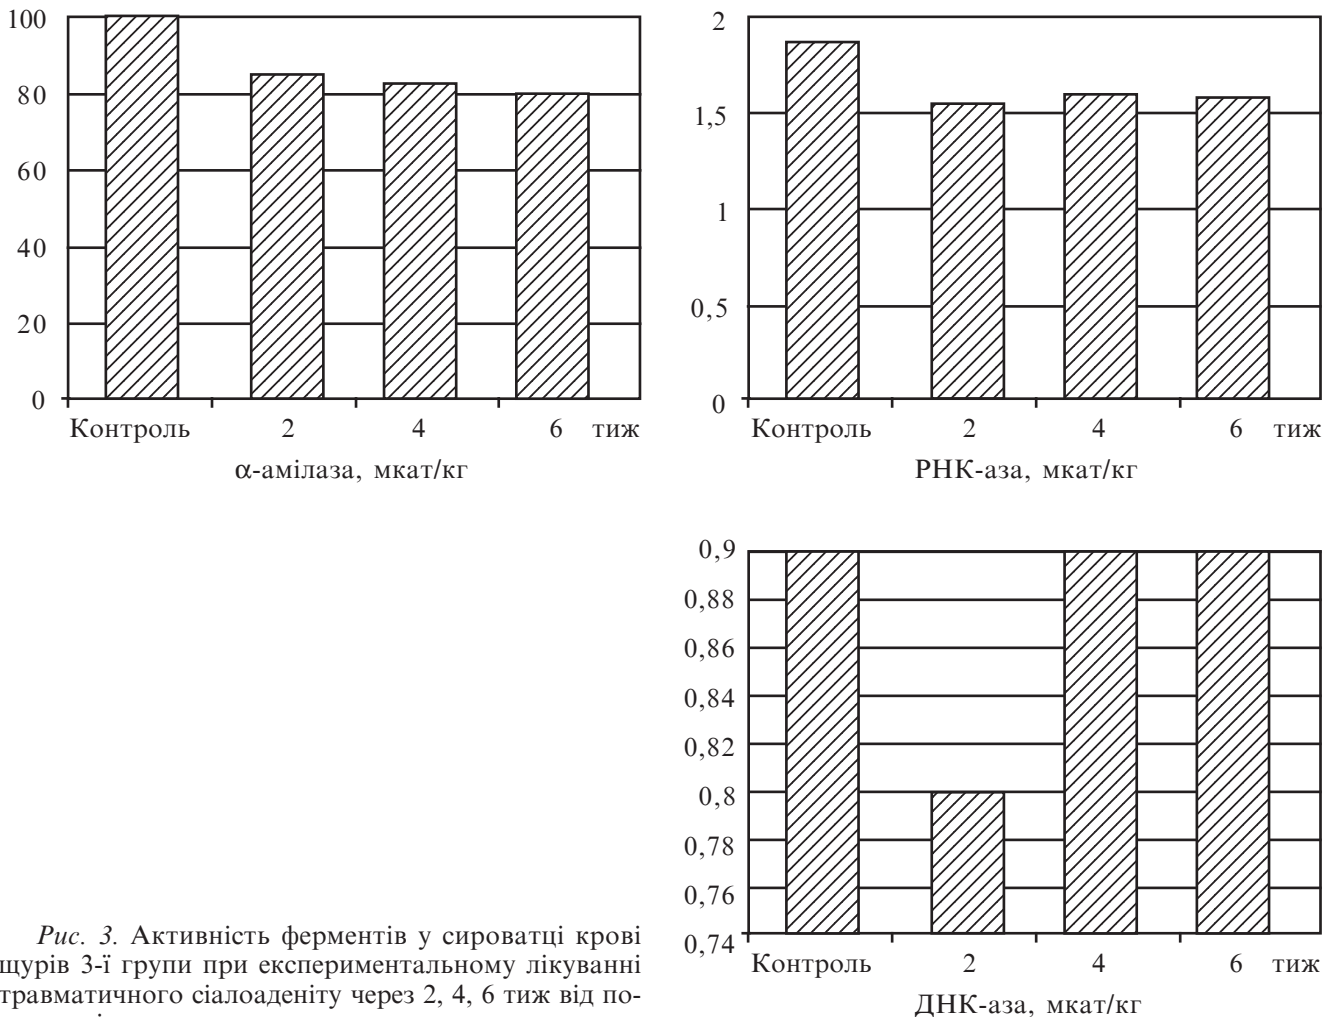 100
80
60
40
20
0
Контроль 2 4 6 тиж
α-амілаза, мкат/кг
2
1,5
1
0,5
0
Контроль 2 4 6 тиж
РНК-аза, мкат/кг
0,9
0,88
0,86
0,84
0,82
0,8
0,78
0,76
0,74
Контроль 2 4 6 тиж
ДНК-аза, мкат/кг
Рис. 3. Активність ферментів у сироватці крові
щурів 3-ї групи при експериментальному лікуванні
травматичного сіалоаденіту через 2, 4, 6 тиж від по-